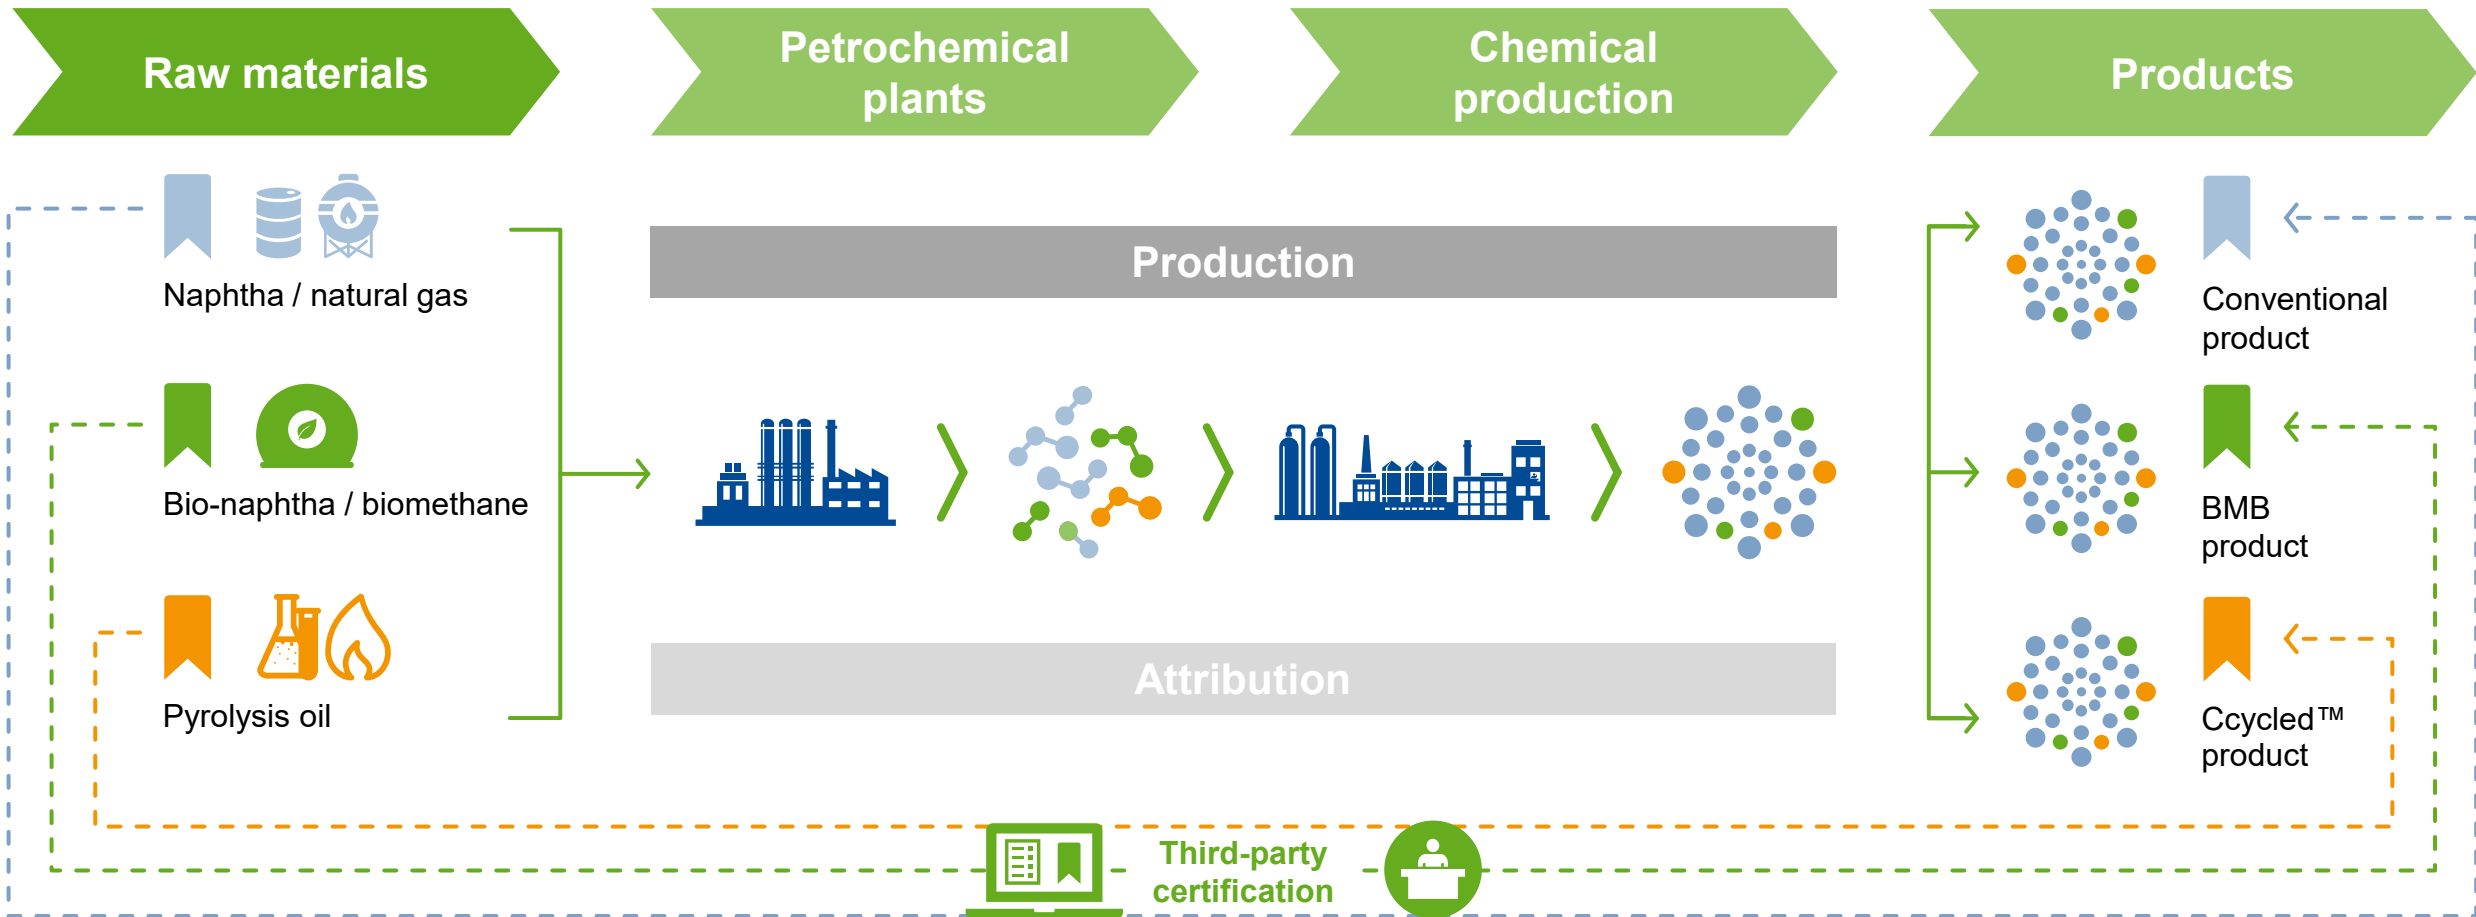 Raw materials
Petrochemical
plants
Chemical
production
Products
Naphtha / natural gas
Bio-naphtha / biomethane
Pyrolysis oil
Production
Attribution
Conventional
product
BMB
product
Ccycled™
product
Third-party
certification